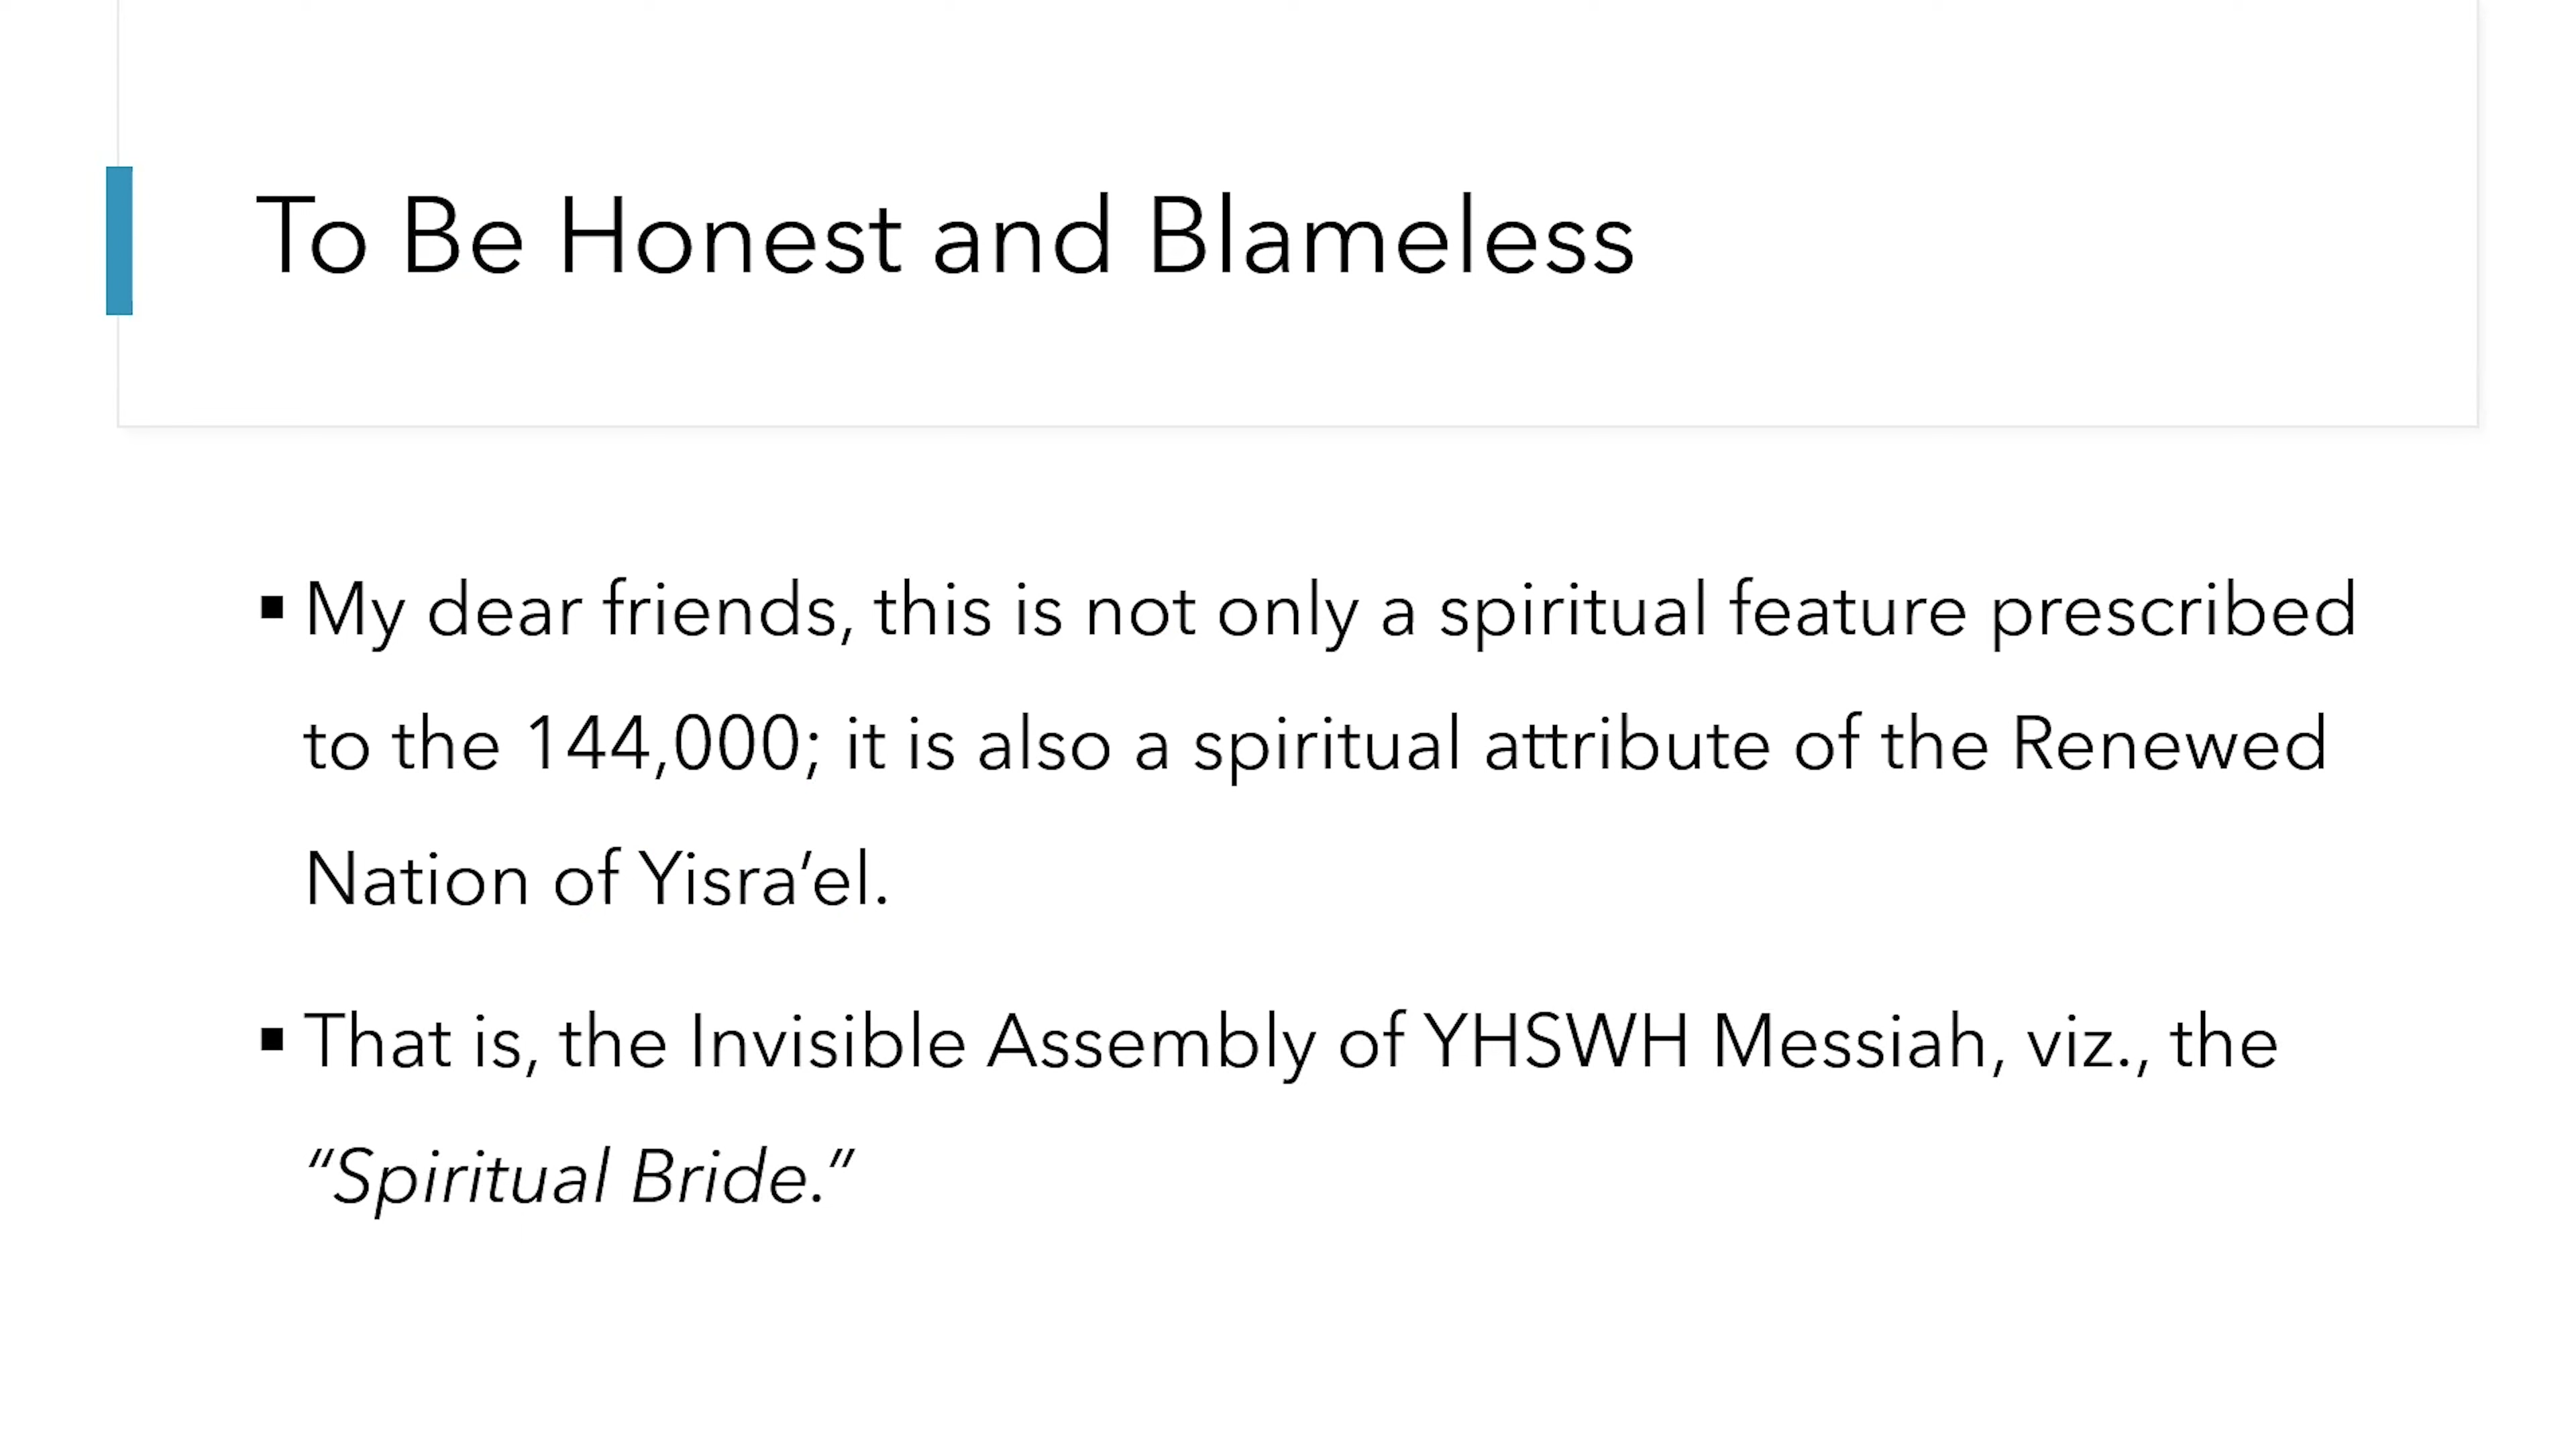 To Be Honest and Blameless
▪ My dear friends, this is not only a spiritual feature prescribed
to the 144,000; it is also a spiritual attribute of the Renewed
Nation of Yisra’el.
▪ That is, the Invisible Assembly of YHSWH Messiah, viz., the
“Spiritual Bride.”